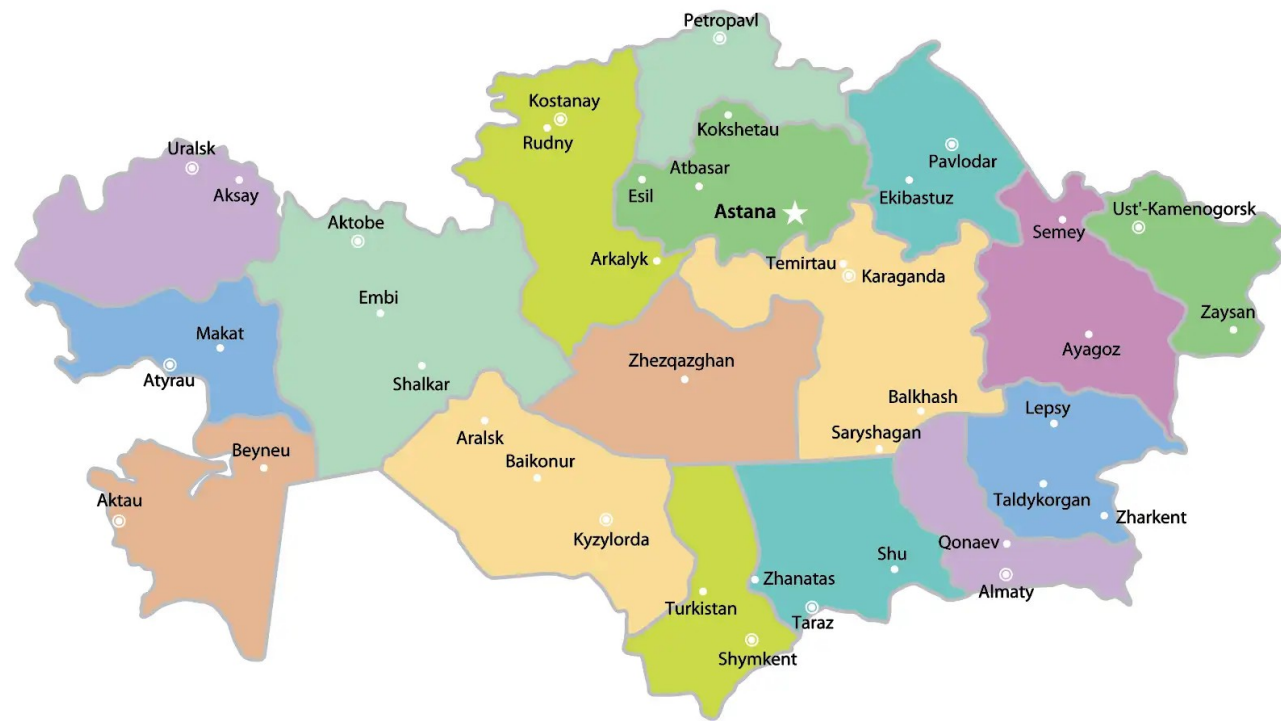 Petropavl
Kostanay
Rudny
Kokshetau
Uralsk
Aksay
Atbasar
Esil
Astana
Pavlodar
Ekibastuz
Semey
Ust'-Kamenogorsk
Aktobe
Arkalyk
Temirtau
Karaganda
Embi
Zaysan
Makat
Atyrau
Shalkar
Zhezqazghan
Ayagoz
Balkhash
Lepsy
Aralsk
Saryshagan
Beyneu
Baikonur
Aktau
Taldykorgan
Zharkent
Kyzylorda
Qonaev
Shu
Zhanatas
Almaty
Turkistan
Taraz
Shymkent